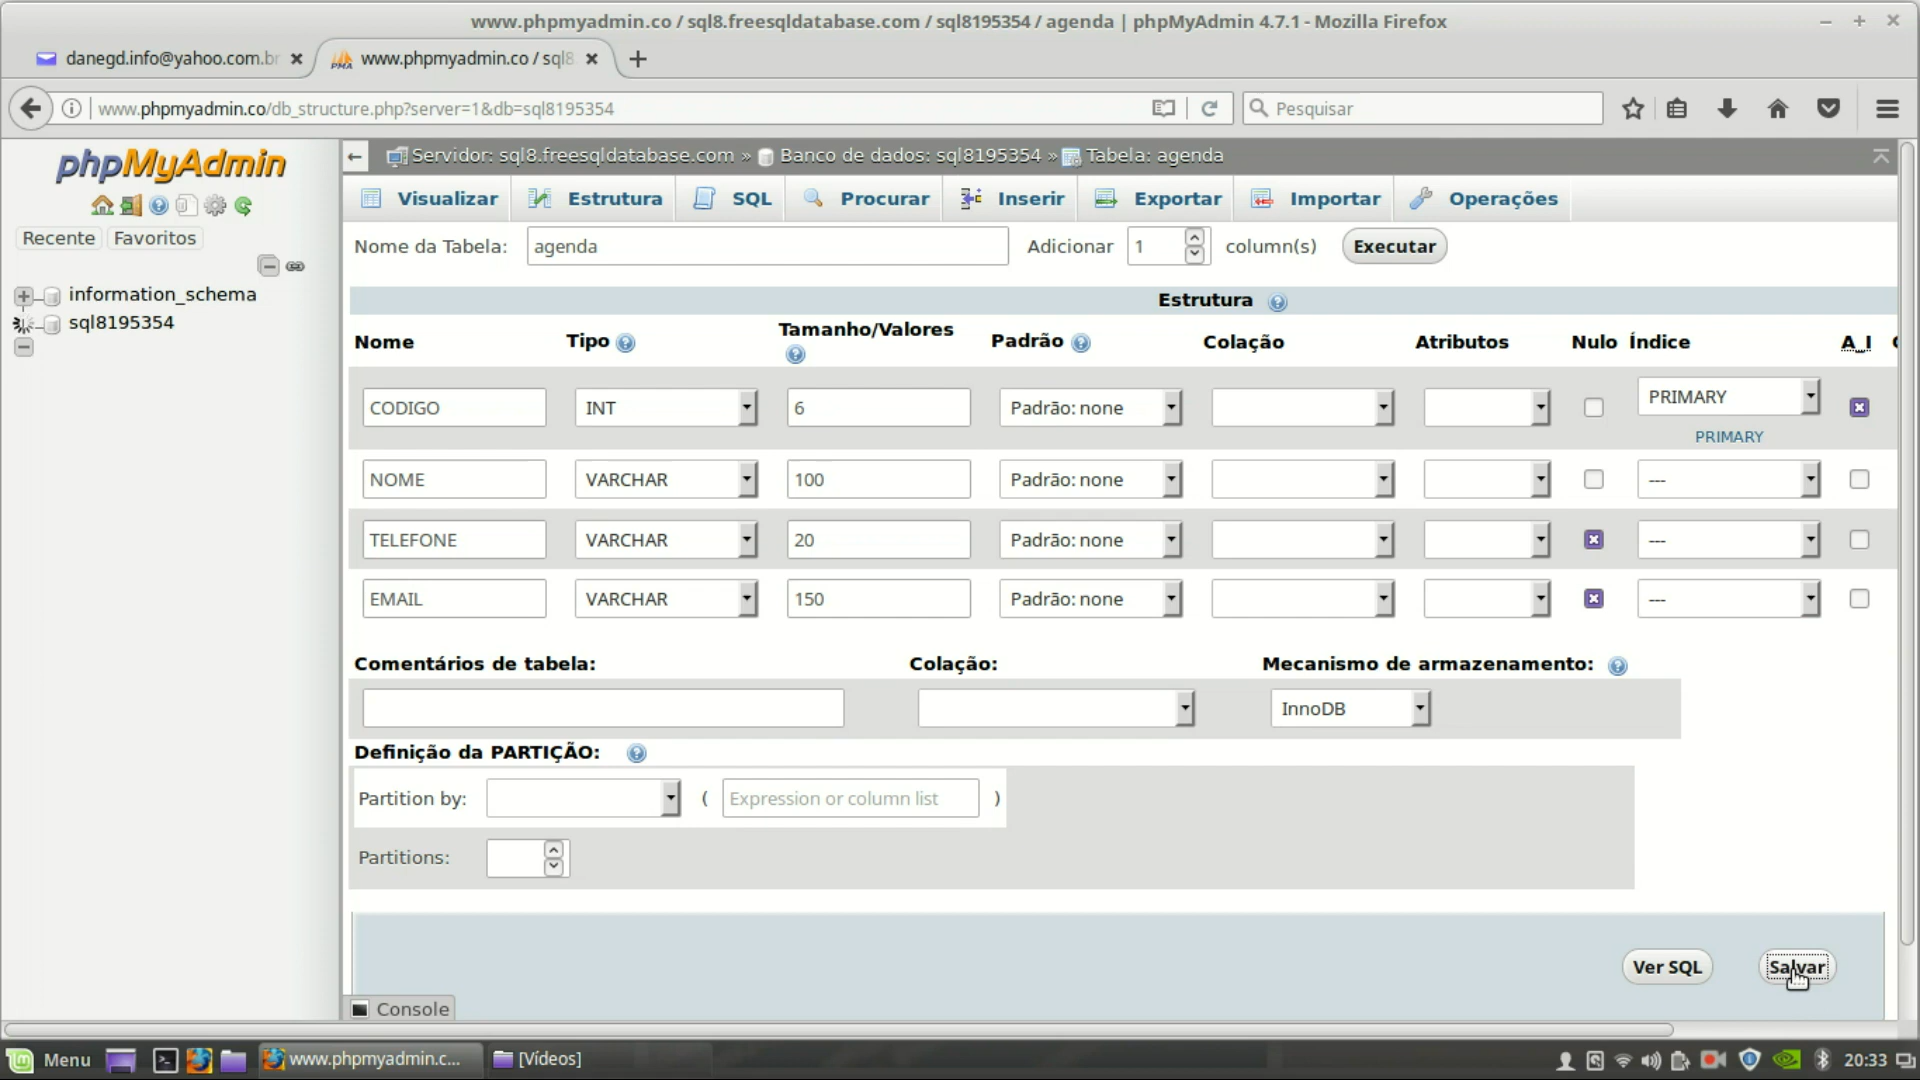 www.phpmyadmin.co / sql8.freesqldatabase.com / sql8195354 / agenda | phpMyAdmin 4.7.1 - Mozilla Firefox
danegd.info@yahoo.com.br
www.phpmyadmin.co / sql8
www.phpmyadmin.co/db_structure.php?server=1&db=sql8195354
Pesquisar
phpMyAdmin
Servidor: sql8.freesqldatabase.com » Banco de dados: sql8195354 » Tabela: agenda
Visualizar Estrutura SQL Procurar Inserir Exportar Importar Operações
Recente Favoritos
information_schema
sql8195354
Nome da Tabela: agenda Adicionar 1 column(s) Executar
Estrutura
Nome Tipo Tamanho/Valores Padrão Colação Atributos Nulo Índice A_I
CODIGO INT 6 Padrão: none PRIMARY
PRIMARY
NOME VARCHAR 100 Padrão: none ---
TELEFONE VARCHAR 20 Padrão: none ---
EMAIL VARCHAR 150 Padrão: none ---
Comentários de tabela: Colação: Mecanismo de armazenamento:
InnoDB
Definição da PARTIÇÃO:
Partition by: ( Expression or column list )
Partitions:
Ver SQL Salvar
Console
Menu www.phpmyadmin.c... [Vídeos] 20:33